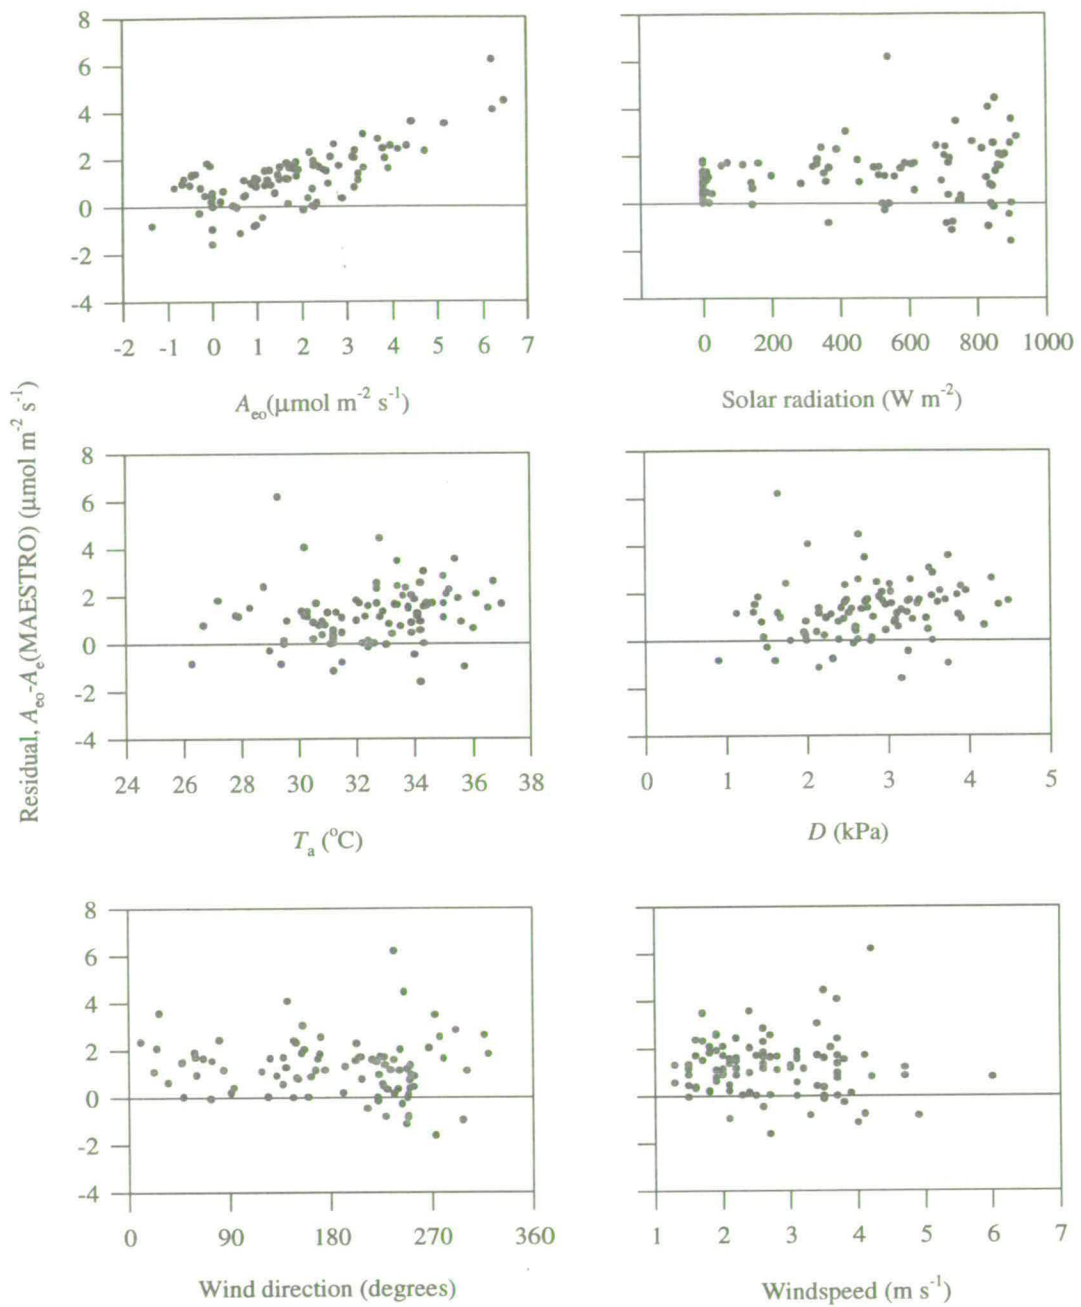 8
6
4
2
0
-2
-4
-2 -1 0 1 2 3 4 5 6 7
0 200 400 600 800 1000
A_eo(μmol m^-2 s^-1)
Solar radiation (W m^-2)
Residual, A_eo-A_e(MAESTRO) (μmol m^-2 s^-1)
8
6
4
2
0
-2
-4
24 26 28 30 32 34 36 38
0 1 2 3 4 5
T_a (°C)
D (kPa)
8
6
4
2
0
-2
-4
0 90 180 270 360
1 2 3 4 5 6 7
Wind direction (degrees)
Windspeed (m s^-1)